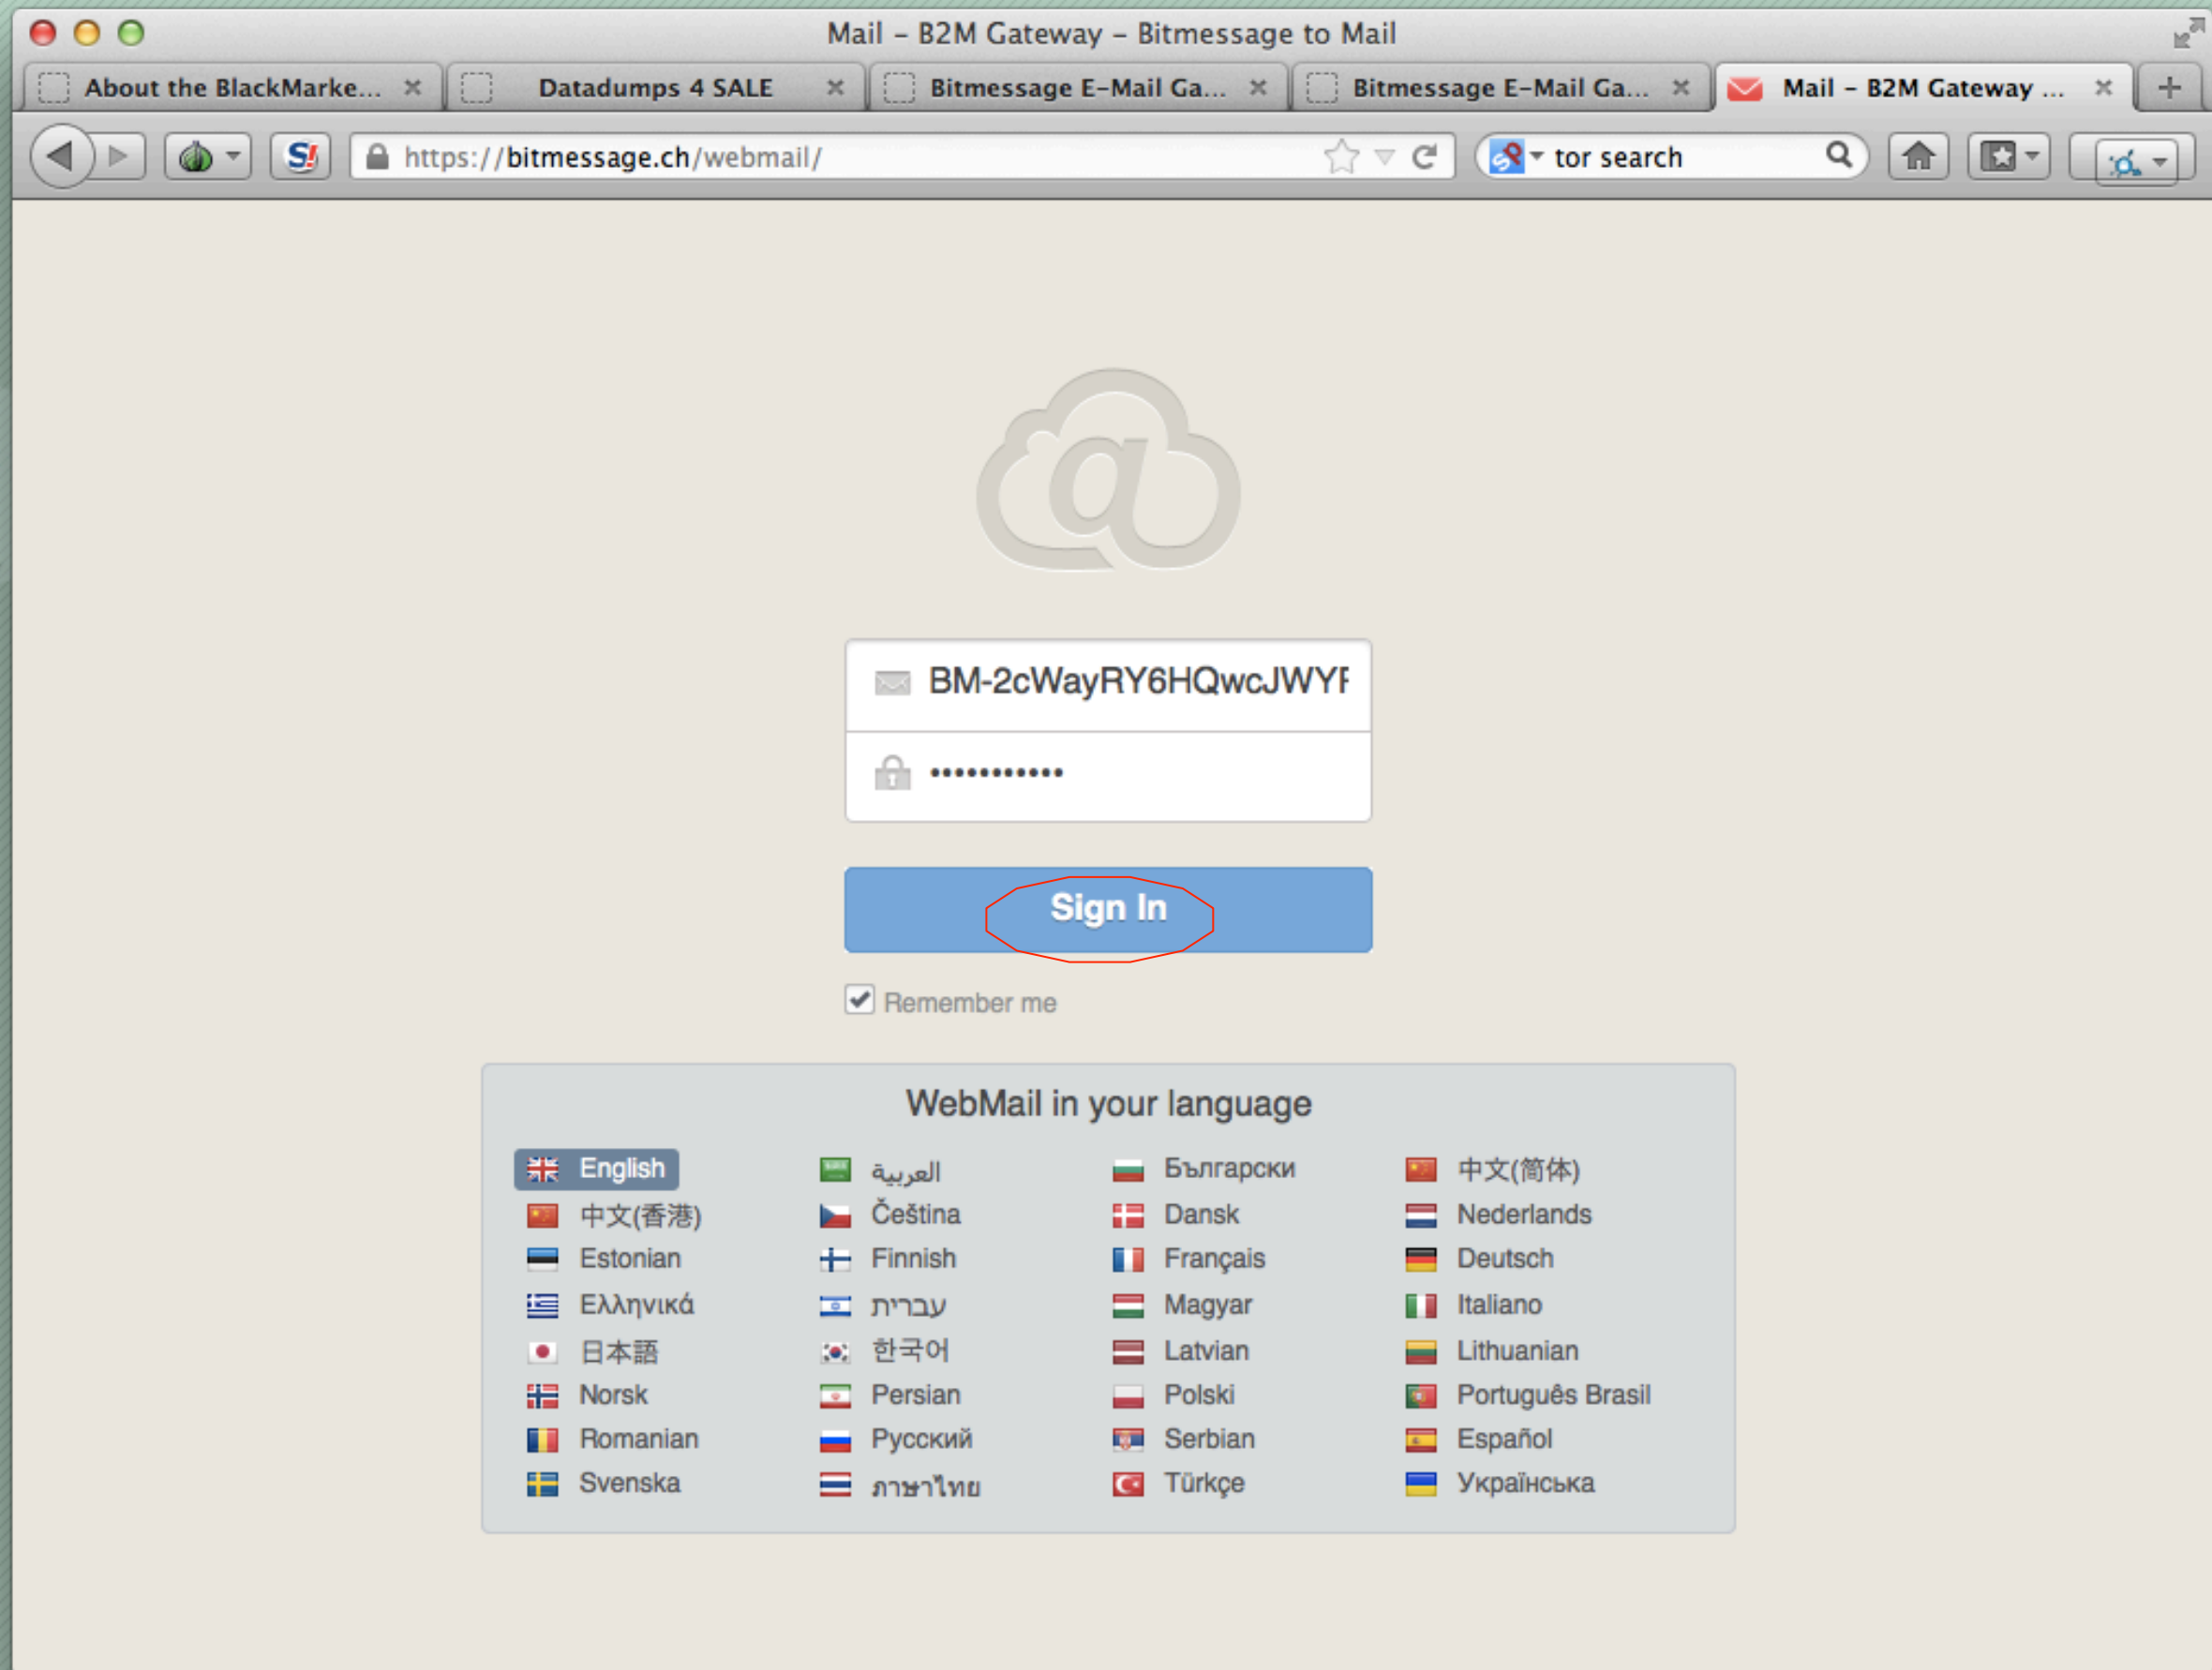 Mail – B2M Gateway – Bitmessage to Mail
About the BlackMarke... Datadumps 4 SALE Bitmessage E-Mail Ga... Bitmessage E-Mail Ga... Mail – B2M Gateway ...
https://bitmessage.ch/webmail/ tor search
BM-2cWayRY6HQwcJWYF
•••••••••••
Sign In
Remember me
WebMail in your language
English العربية Български 中文(简体)
中文(香港) Čeština Dansk Nederlands
Estonian Finnish Français Deutsch
Ελληνικά עברית Magyar Italiano
日本語 한국어 Latvian Lithuanian
Norsk Persian Polski Português Brasil
Romanian Русский Serbian Español
Svenska ภาษาไทย Türkçe Українська